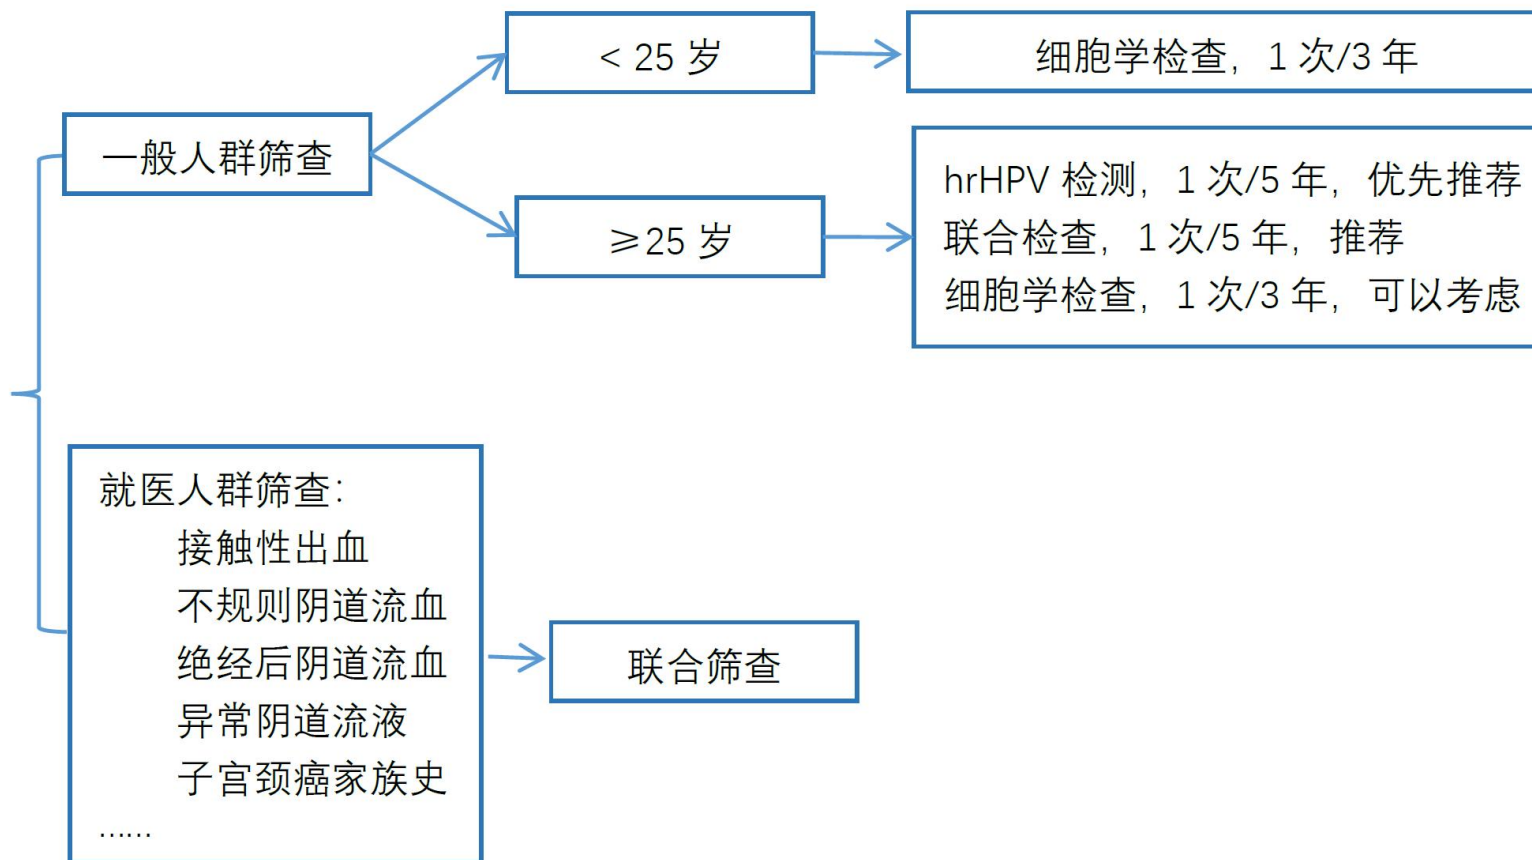 < 25 岁
细胞学检查，1 次/3 年
一般人群筛查
≥25 岁
hrHPV 检测，1 次/5 年，优先推荐
联合检查，1 次/5 年，推荐
细胞学检查，1 次/3 年，可以考虑
就医人群筛查：
接触性出血
不规则阴道流血
绝经后阴道流血
异常阴道流液
子宫颈癌家族史
……
联合筛查